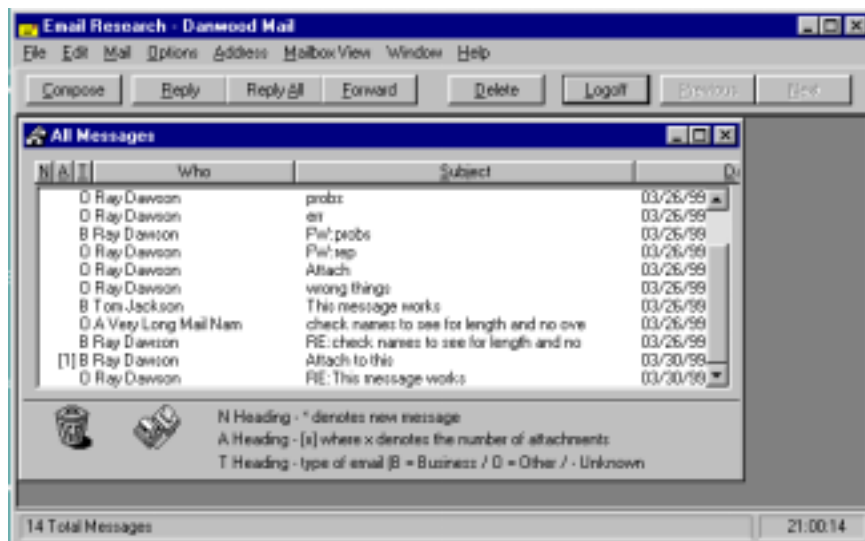 Email Research - Danwood Mail
File Edit Mail Options Address Mailbox View Window Help
Compose Reply Reply All Forward Delete Logoff Previous Next
All Messages
N A T Who Subject Da
O Ray Dawson probs 03/26/99
O Ray Dawson err 03/26/99
B Ray Dawson FW: probs 03/26/99
O Ray Dawson FW: rep 03/26/99
O Ray Dawson Attach 03/26/99
O Ray Dawson wrong things 03/26/99
B Tom Jackson This message works 03/26/99
O A Very Long Mail Nam check names to see for length and no ove 03/26/99
B Ray Dawson RE: check names to see for length and no 03/26/99
[1] B Ray Dawson Attach to this 03/30/99
O Ray Dawson RE: This message works 03/30/99
N Heading - * denotes new message
A Heading - [x] where x denotes the number of attachments
T Heading - type of email (B = Business / O = Other / - Unknown
14 Total Messages 21:00:14